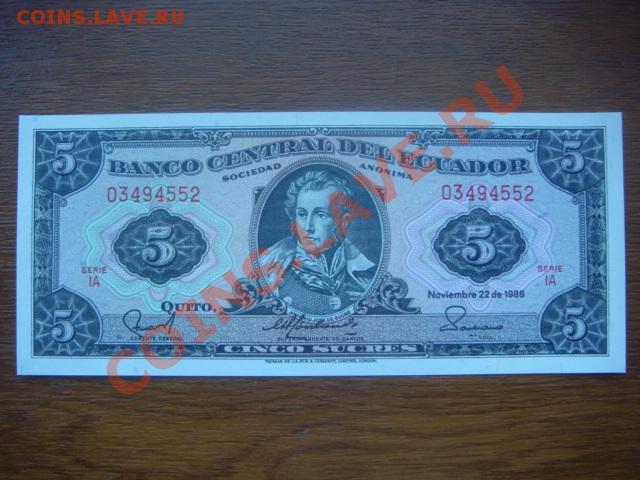 COINS.LAVE.RU
5 BANCO CENTRAL DEL ECUADOR 5
SOCIEDAD ANONIMA
03494552 03494552
5 5
SERIE IA SERIE IA
QUITO, Noviembre 22 de 1988
GERENTE GENERAL SUPERINTENDENTE DE BANCOS VOCAL
5 CINCO SUCRES 5
THOMAS DE LA RUE & COMPANY, LIMITED, LONDON.
COINS.LAVE.RU